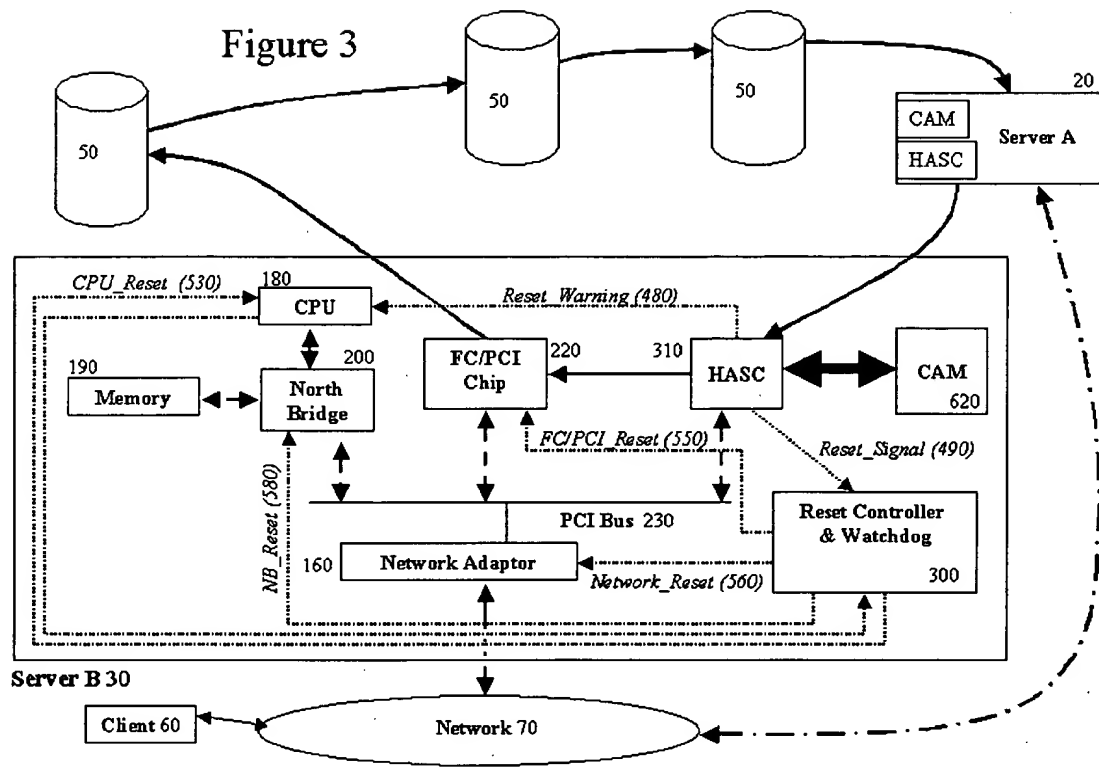 Figure 3
50
50
50
20
CAM
HASC
Server A
CPU_Reset (530)
180
CPU
Reset_Warning (480)
190
Memory
200
North
Bridge
FC/PCI
Chip
220
310
HASC
CAM
620
FC/PCI_Reset (550)
Reset_Signal (490)
NB_Reset (580)
PCI Bus 230
160
Network Adaptor
Network_Reset (560)
Reset Controller
& Watchdog
300
Server B 30
Client 60
Network 70